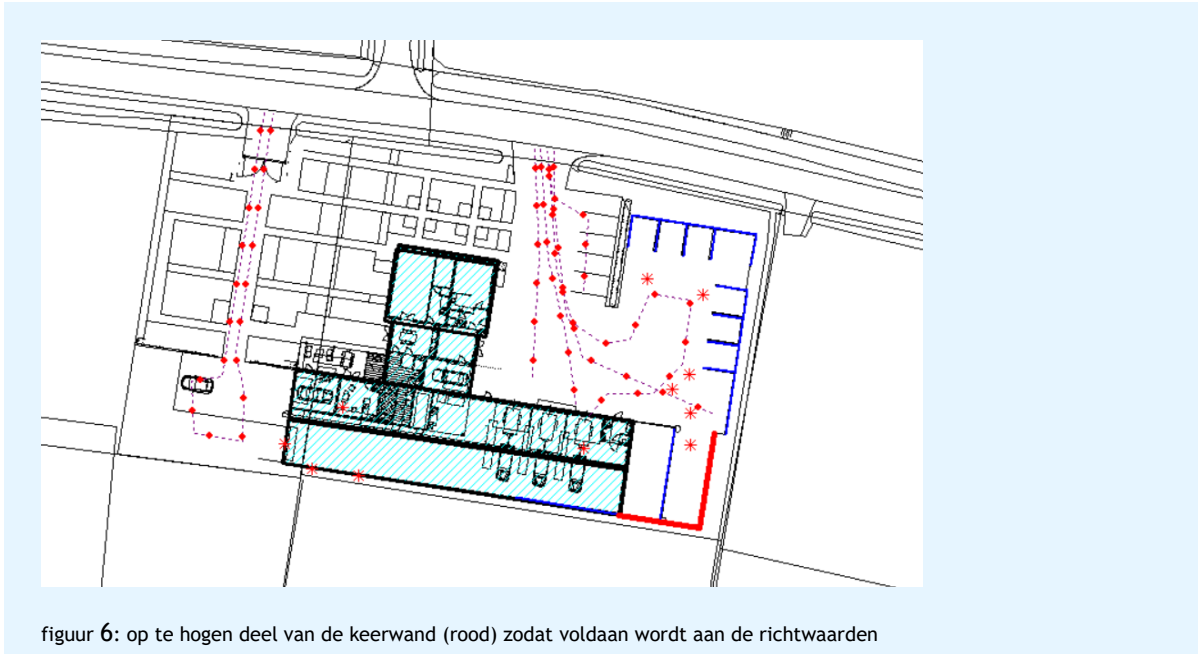 figuur 6: op te hogen deel van de keerwand (rood) zodat voldaan wordt aan de richtwaarden